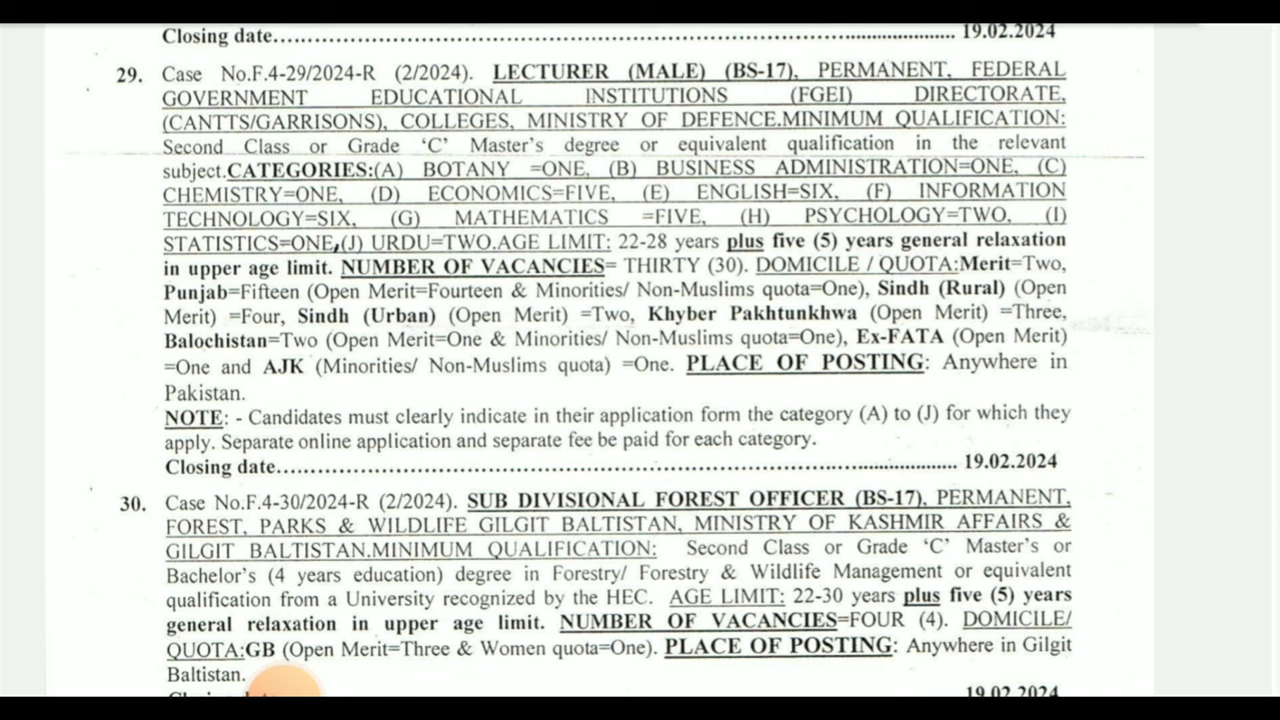 Closing date.................................................................................................. 19.02.2024
29. Case No.F.4-29/2024-R (2/2024). LECTURER (MALE) (BS-17), PERMANENT, FEDERAL
GOVERNMENT EDUCATIONAL INSTITUTIONS (FGEI) DIRECTORATE,
(CANTTS/GARRISONS), COLLEGES, MINISTRY OF DEFENCE.MINIMUM QUALIFICATION:
Second Class or Grade ‘C’ Master’s degree or equivalent qualification in the relevant
subject.CATEGORIES:(A) BOTANY =ONE, (B) BUSINESS ADMINISTRATION=ONE, (C)
CHEMISTRY=ONE, (D) ECONOMICS=FIVE, (E) ENGLISH=SIX, (F) INFORMATION
TECHNOLOGY=SIX, (G) MATHEMATICS =FIVE, (H) PSYCHOLOGY=TWO, (I)
STATISTICS=ONE,(J) URDU=TWO.AGE LIMIT: 22-28 years plus five (5) years general relaxation
in upper age limit. NUMBER OF VACANCIES= THIRTY (30). DOMICILE / QUOTA:Merit=Two,
Punjab=Fifteen (Open Merit=Fourteen & Minorities/ Non-Muslims quota=One), Sindh (Rural) (Open
Merit) =Four, Sindh (Urban) (Open Merit) =Two, Khyber Pakhtunkhwa (Open Merit) =Three,
Balochistan=Two (Open Merit=One & Minorities/ Non-Muslims quota=One), Ex-FATA (Open Merit)
=One and AJK (Minorities/ Non-Muslims quota) =One. PLACE OF POSTING: Anywhere in
Pakistan.
NOTE: - Candidates must clearly indicate in their application form the category (A) to (J) for which they
apply. Separate online application and separate fee be paid for each category.
Closing date.................................................................................................. 19.02.2024
30. Case No.F.4-30/2024-R (2/2024). SUB DIVISIONAL FOREST OFFICER (BS-17), PERMANENT,
FOREST, PARKS & WILDLIFE GILGIT BALTISTAN, MINISTRY OF KASHMIR AFFAIRS &
GILGIT BALTISTAN.MINIMUM QUALIFICATION: Second Class or Grade ‘C’ Master’s or
Bachelor’s (4 years education) degree in Forestry/ Forestry & Wildlife Management or equivalent
qualification from a University recognized by the HEC. AGE LIMIT: 22-30 years plus five (5) years
general relaxation in upper age limit. NUMBER OF VACANCIES=FOUR (4). DOMICILE/
QUOTA:GB (Open Merit=Three & Women quota=One). PLACE OF POSTING: Anywhere in Gilgit
Baltistan.
Closing date 19.02.2024